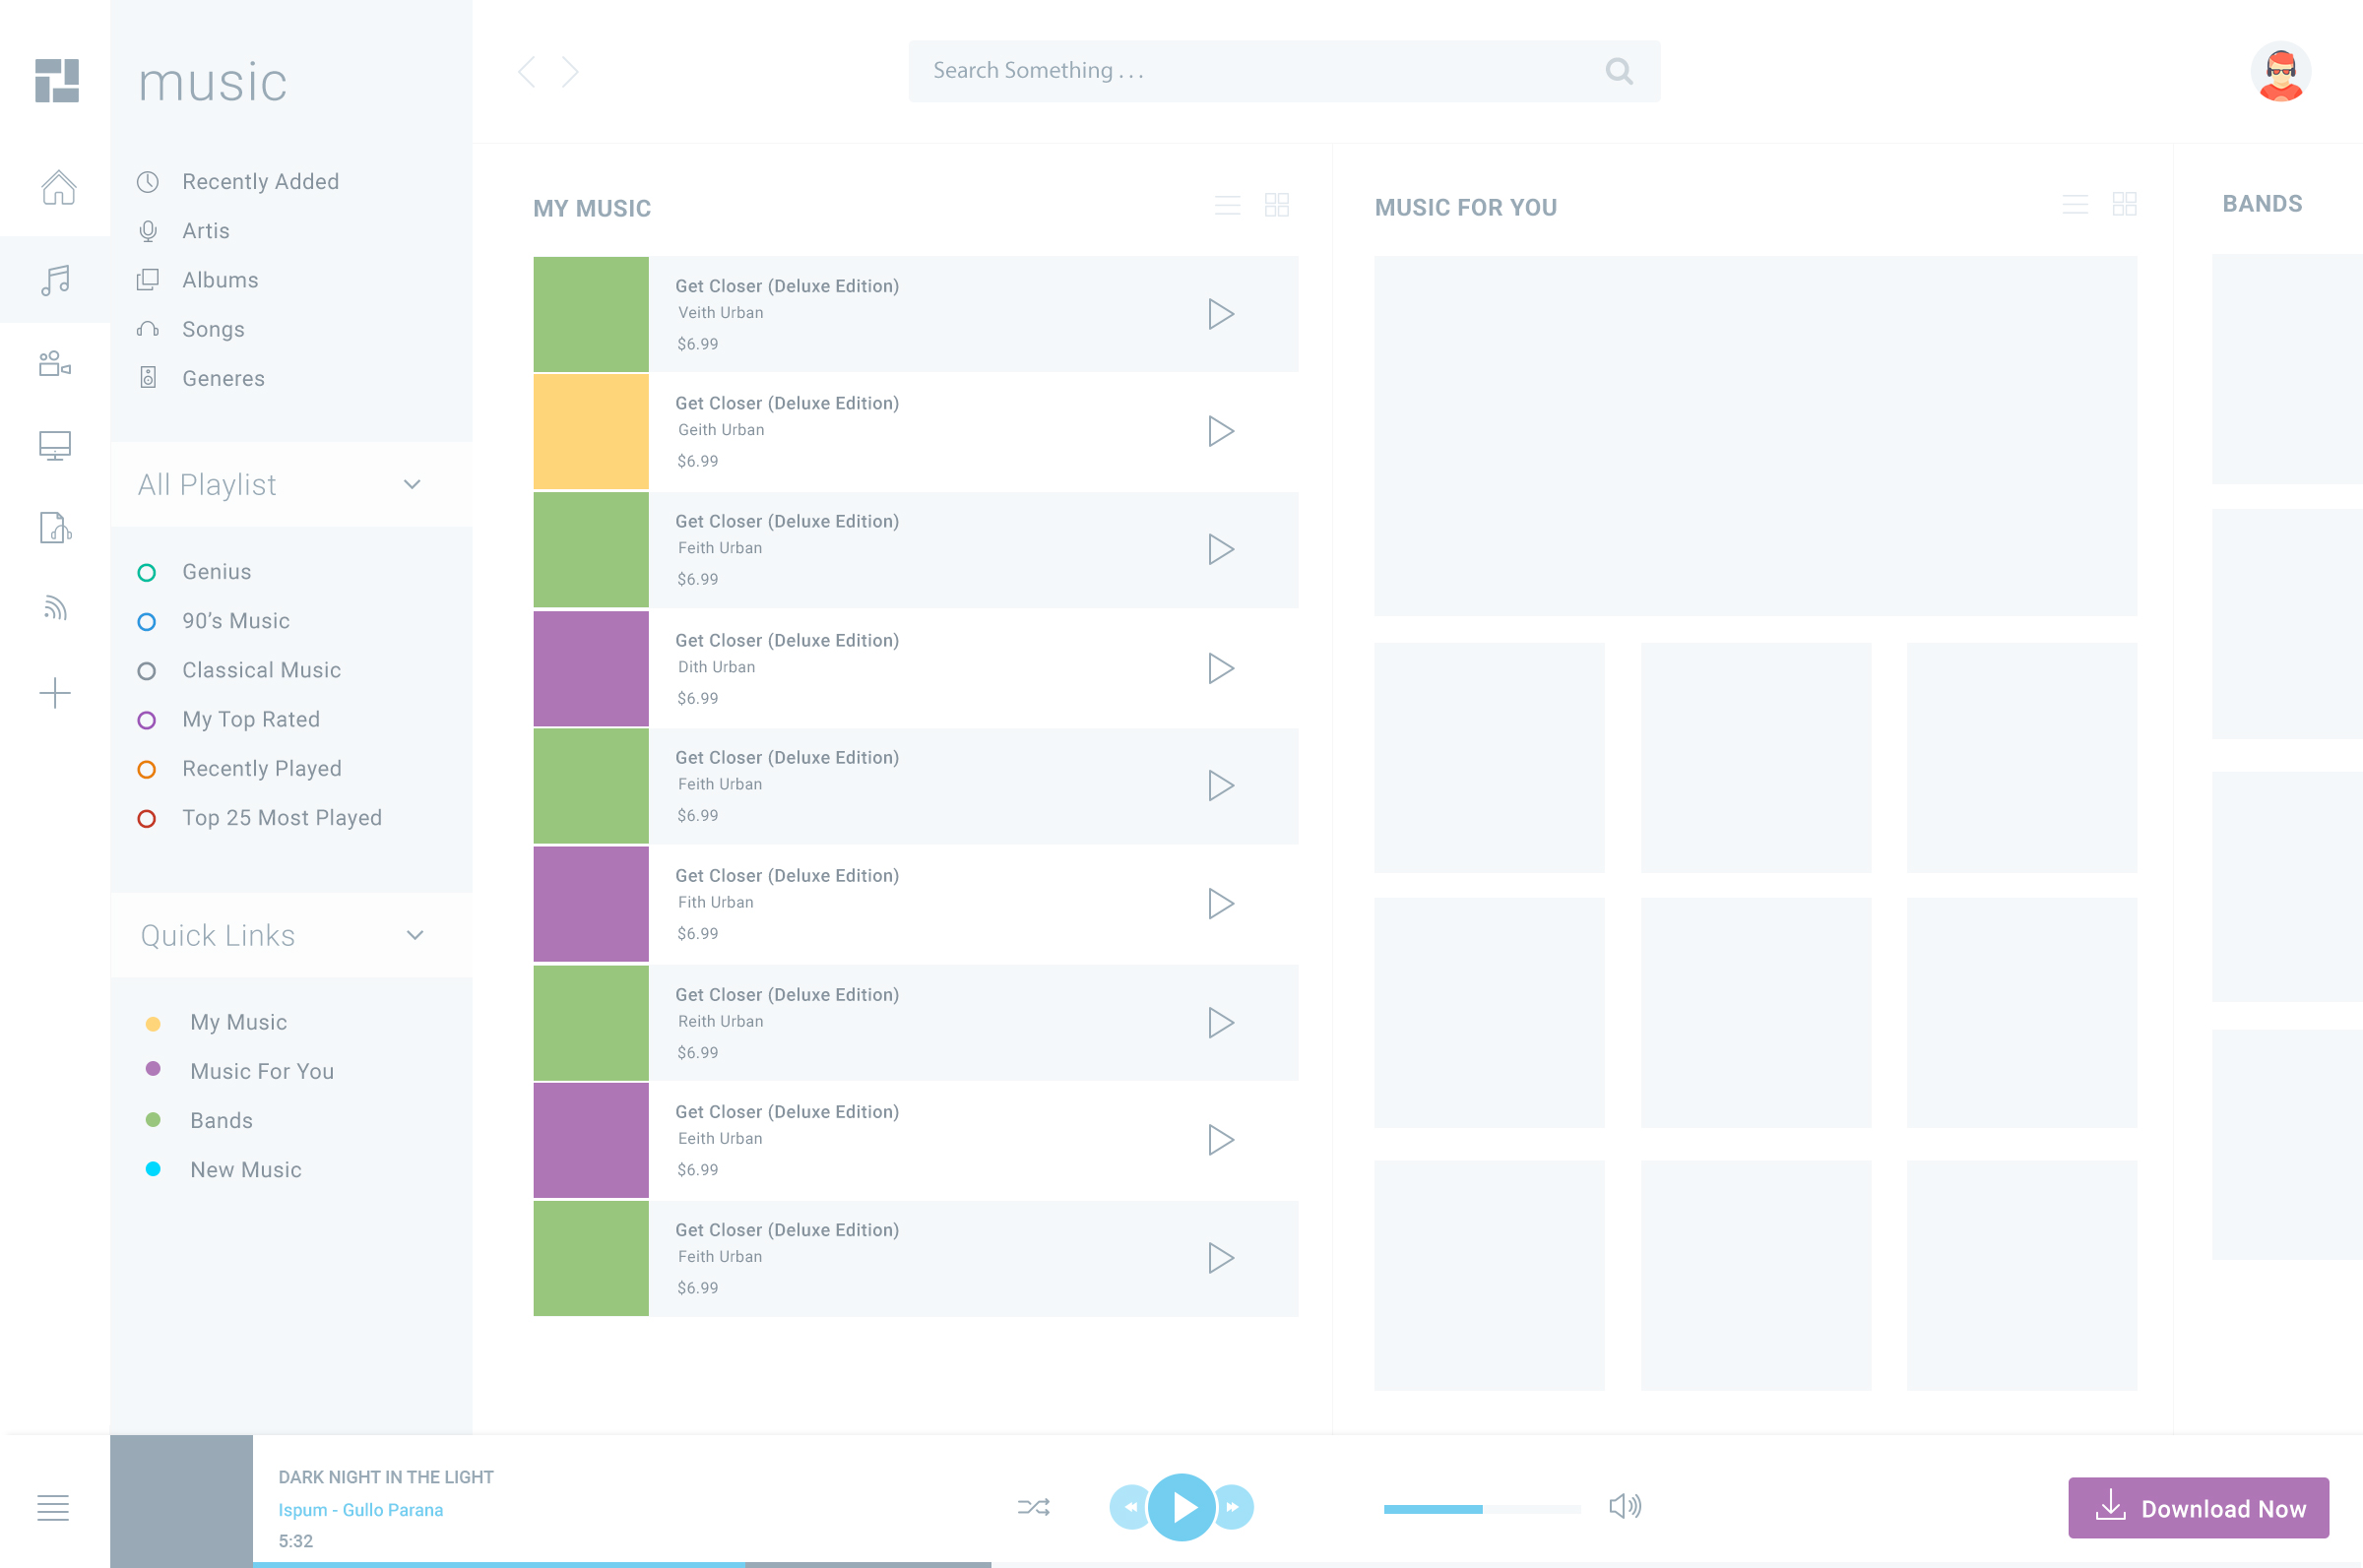 music
Recently Added
Artis
Albums
Songs
Generes
All Playlist
Genius
90's Music
Classical Music
My Top Rated
Recently Played
Top 25 Most Played
Quick Links
My Music
Music For You
Bands
New Music
Search Something . . .
MY MUSIC
Get Closer (Deluxe Edition)
Veith Urban
$6.99
Get Closer (Deluxe Edition)
Geith Urban
$6.99
Get Closer (Deluxe Edition)
Feith Urban
$6.99
Get Closer (Deluxe Edition)
Dith Urban
$6.99
Get Closer (Deluxe Edition)
Feith Urban
$6.99
Get Closer (Deluxe Edition)
Fith Urban
$6.99
Get Closer (Deluxe Edition)
Reith Urban
$6.99
Get Closer (Deluxe Edition)
Eeith Urban
$6.99
Get Closer (Deluxe Edition)
Feith Urban
$6.99
MUSIC FOR YOU
BANDS
DARK NIGHT IN THE LIGHT
Ispum - Gullo Parana
5:32
Download Now